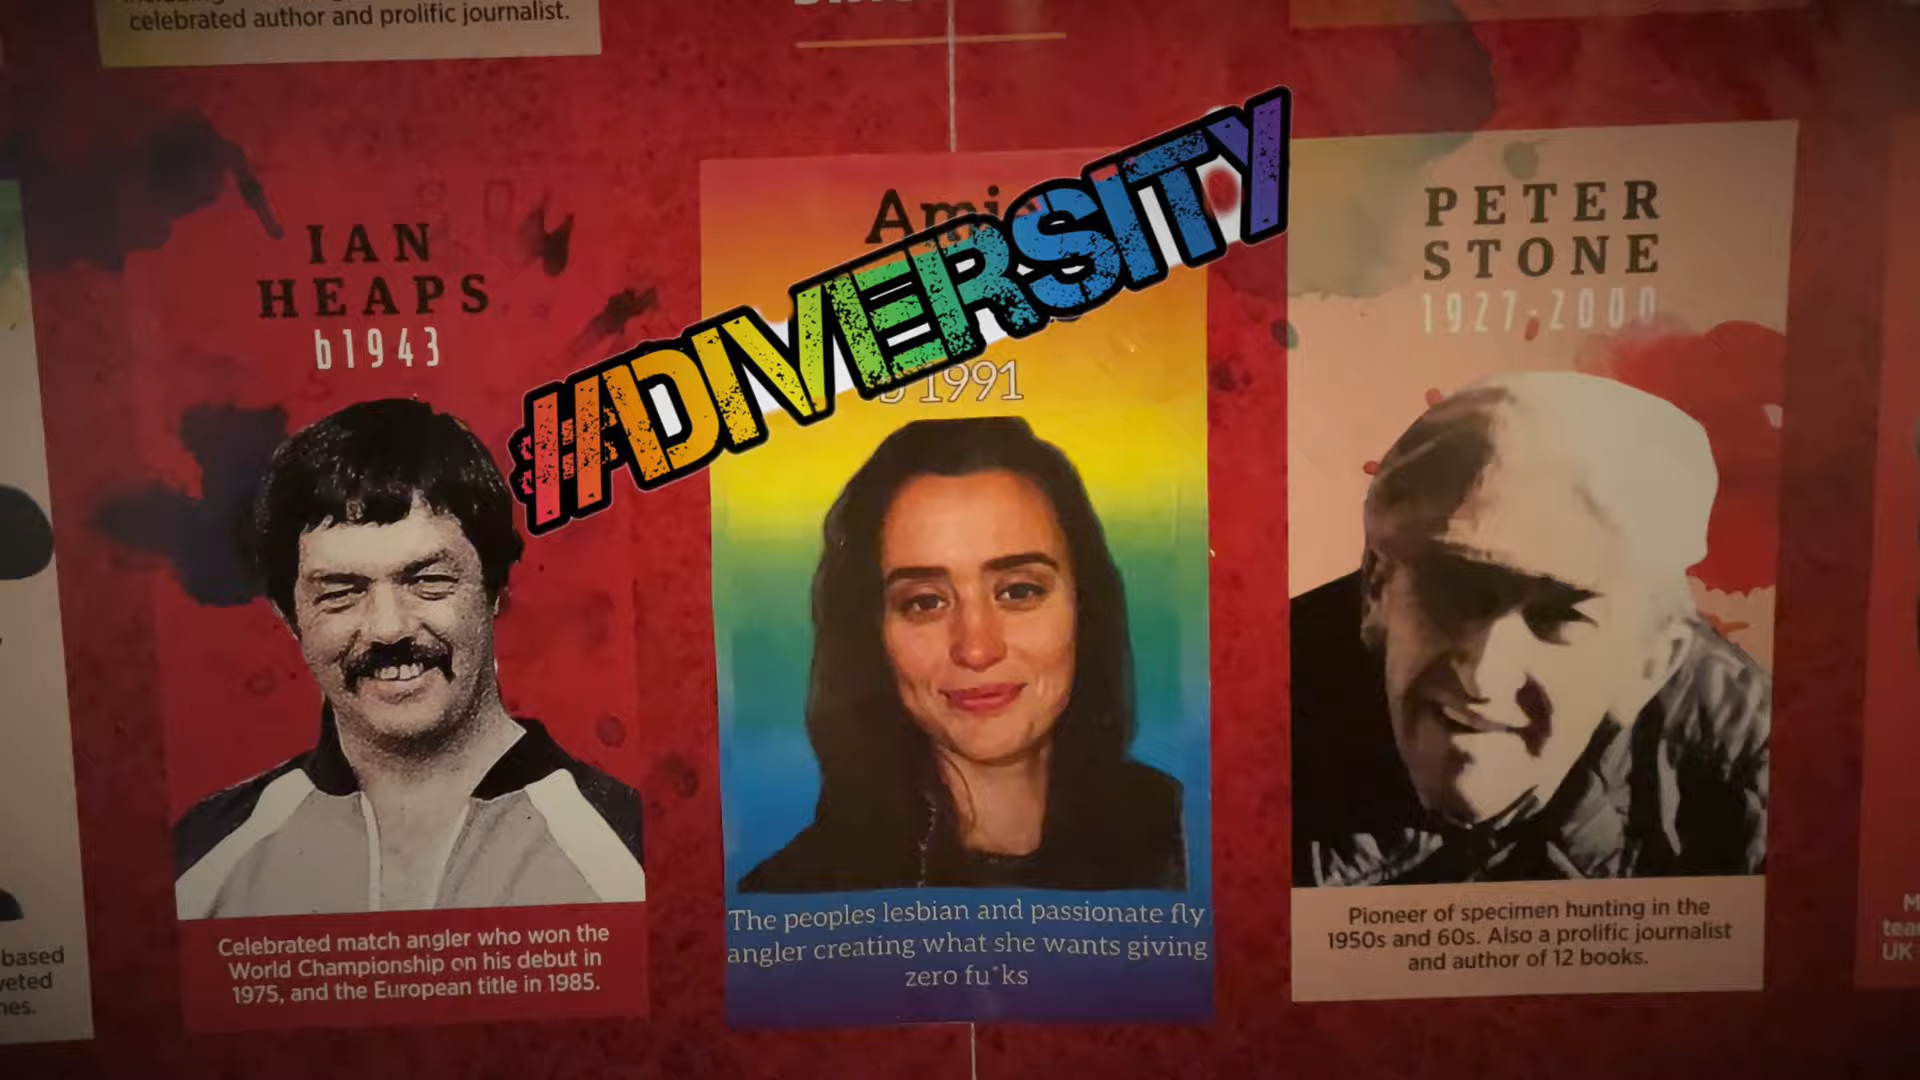 celebrated author and prolific journalist.
#DIVERSITY
IAN
HEAPS
b1943
Celebrated match angler who won the
World Championship on his debut in
1975, and the European title in 1985.
b 1991
The peoples lesbian and passionate fly
angler creating what she wants giving
zero fu*ks
PETER
STONE
1927-2000
Pioneer of specimen hunting in the
1950s and 60s. Also a prolific journalist
and author of 12 books.
based
UK